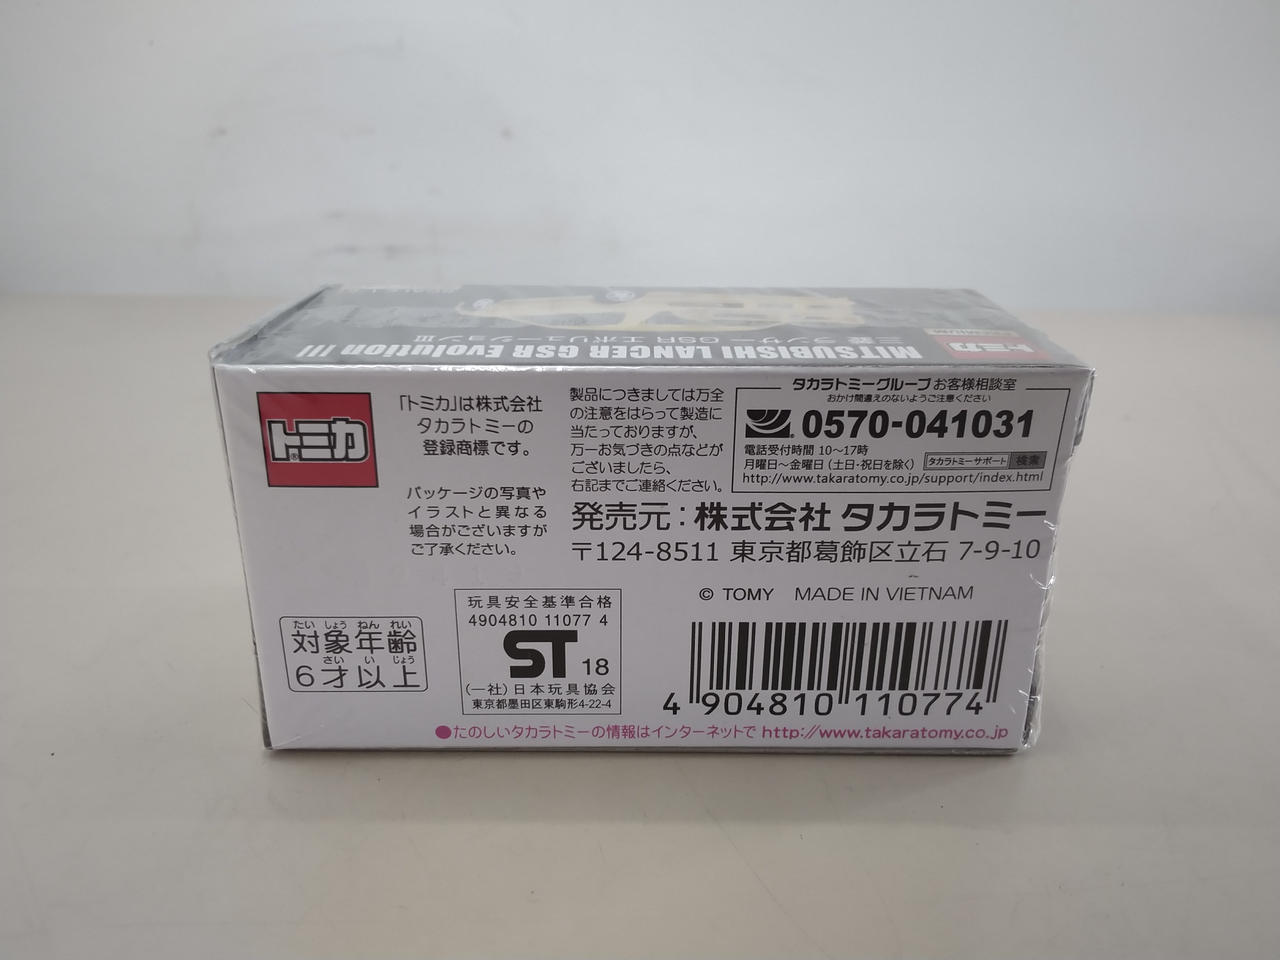 MITSUBISHI LANCER GSR Evolution III
三菱 ランサー GSR エボリューションIII
トミカ
PREMIUM
トミカ
「トミカ」は株式会社
タカラトミーの
登録商標です。
パッケージの写真や
イラストと異なる
場合がございますが
ご了承ください。
製品につきましては万全
の注意をはらって製造に
当たっておりますが、
万一お気づきの点などが
ございましたら、
右記までご連絡ください。
タカラトミーグループお客様相談室
おかけ間違えのないようご注意ください
0570-041031
電話受付時間 10〜17時
月曜日〜金曜日(土日・祝日を除く) タカラトミーサポート 検索
http://www.takaratomy.co.jp/support/index.html
発売元:株式会社 タカラトミー
〒124-8511 東京都葛飾区立石 7-9-10
© TOMY MADE IN VIETNAM
たいしょうねんれい
対象年齢
さい い じょう
6才以上
玩具安全基準合格
4904810 11077 4
ST 18
(一社)日本玩具協会
東京都墨田区東駒形4-22-4
4 904810 110774
●たのしいタカラトミーの情報はインターネットで http://www.takaratomy.co.jp